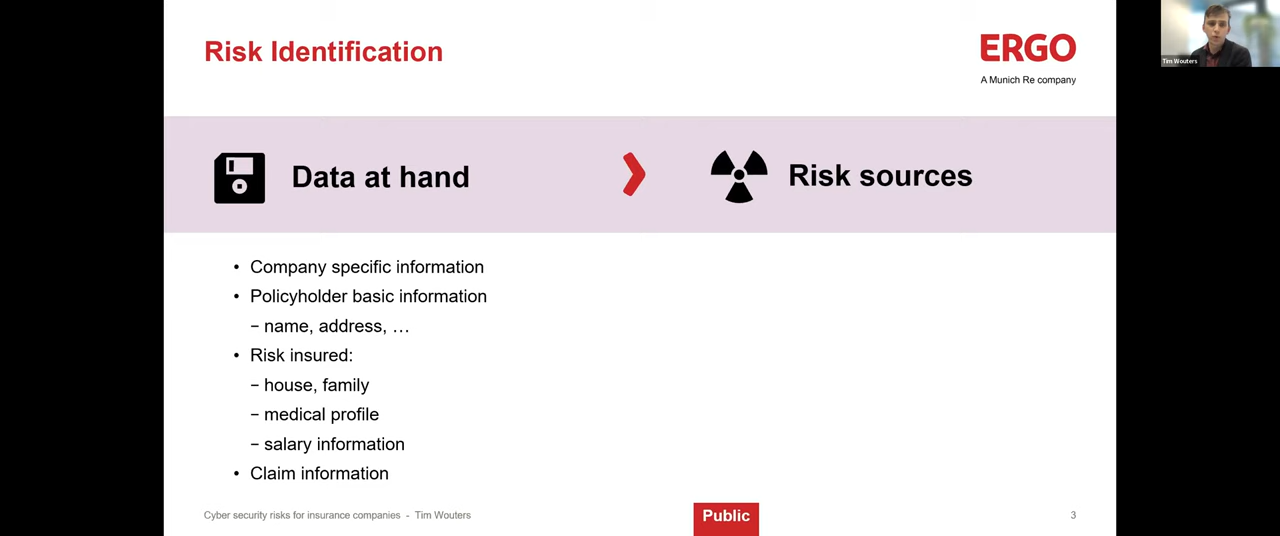 Risk Identification
ERGO
A Munich Re company
Tim Wouters
Data at hand
Risk sources
• Company specific information
• Policyholder basic information
– name, address, …
• Risk insured:
– house, family
– medical profile
– salary information
• Claim information
Cyber security risks for insurance companies - Tim Wouters
Public
3